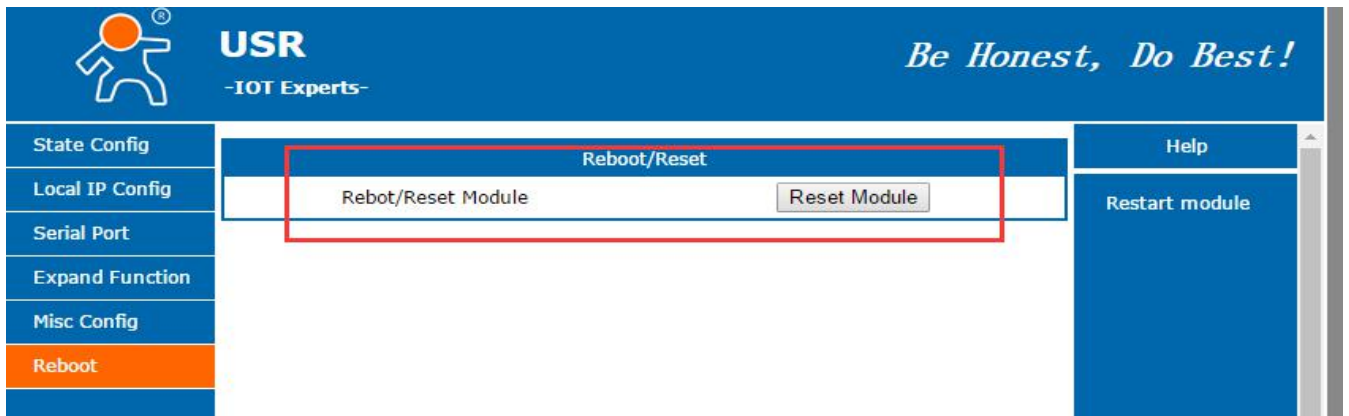 ®
USR
-IOT Experts-
Be Honest, Do Best!
State Config
Local IP Config
Serial Port
Expand Function
Misc Config
Reboot
Reboot/Reset
Rebot/Reset Module
Reset Module
Help
Restart module